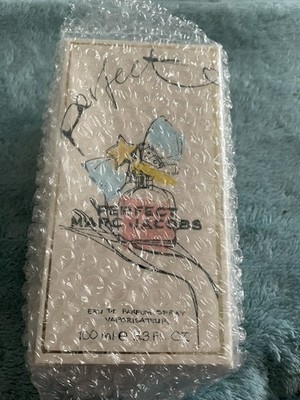 Perfect
PERFECT
MARC JACOBS
EAU DE PARFUM SPRAY
VAPORISATEUR
100 ml e 3.3 FL. OZ.